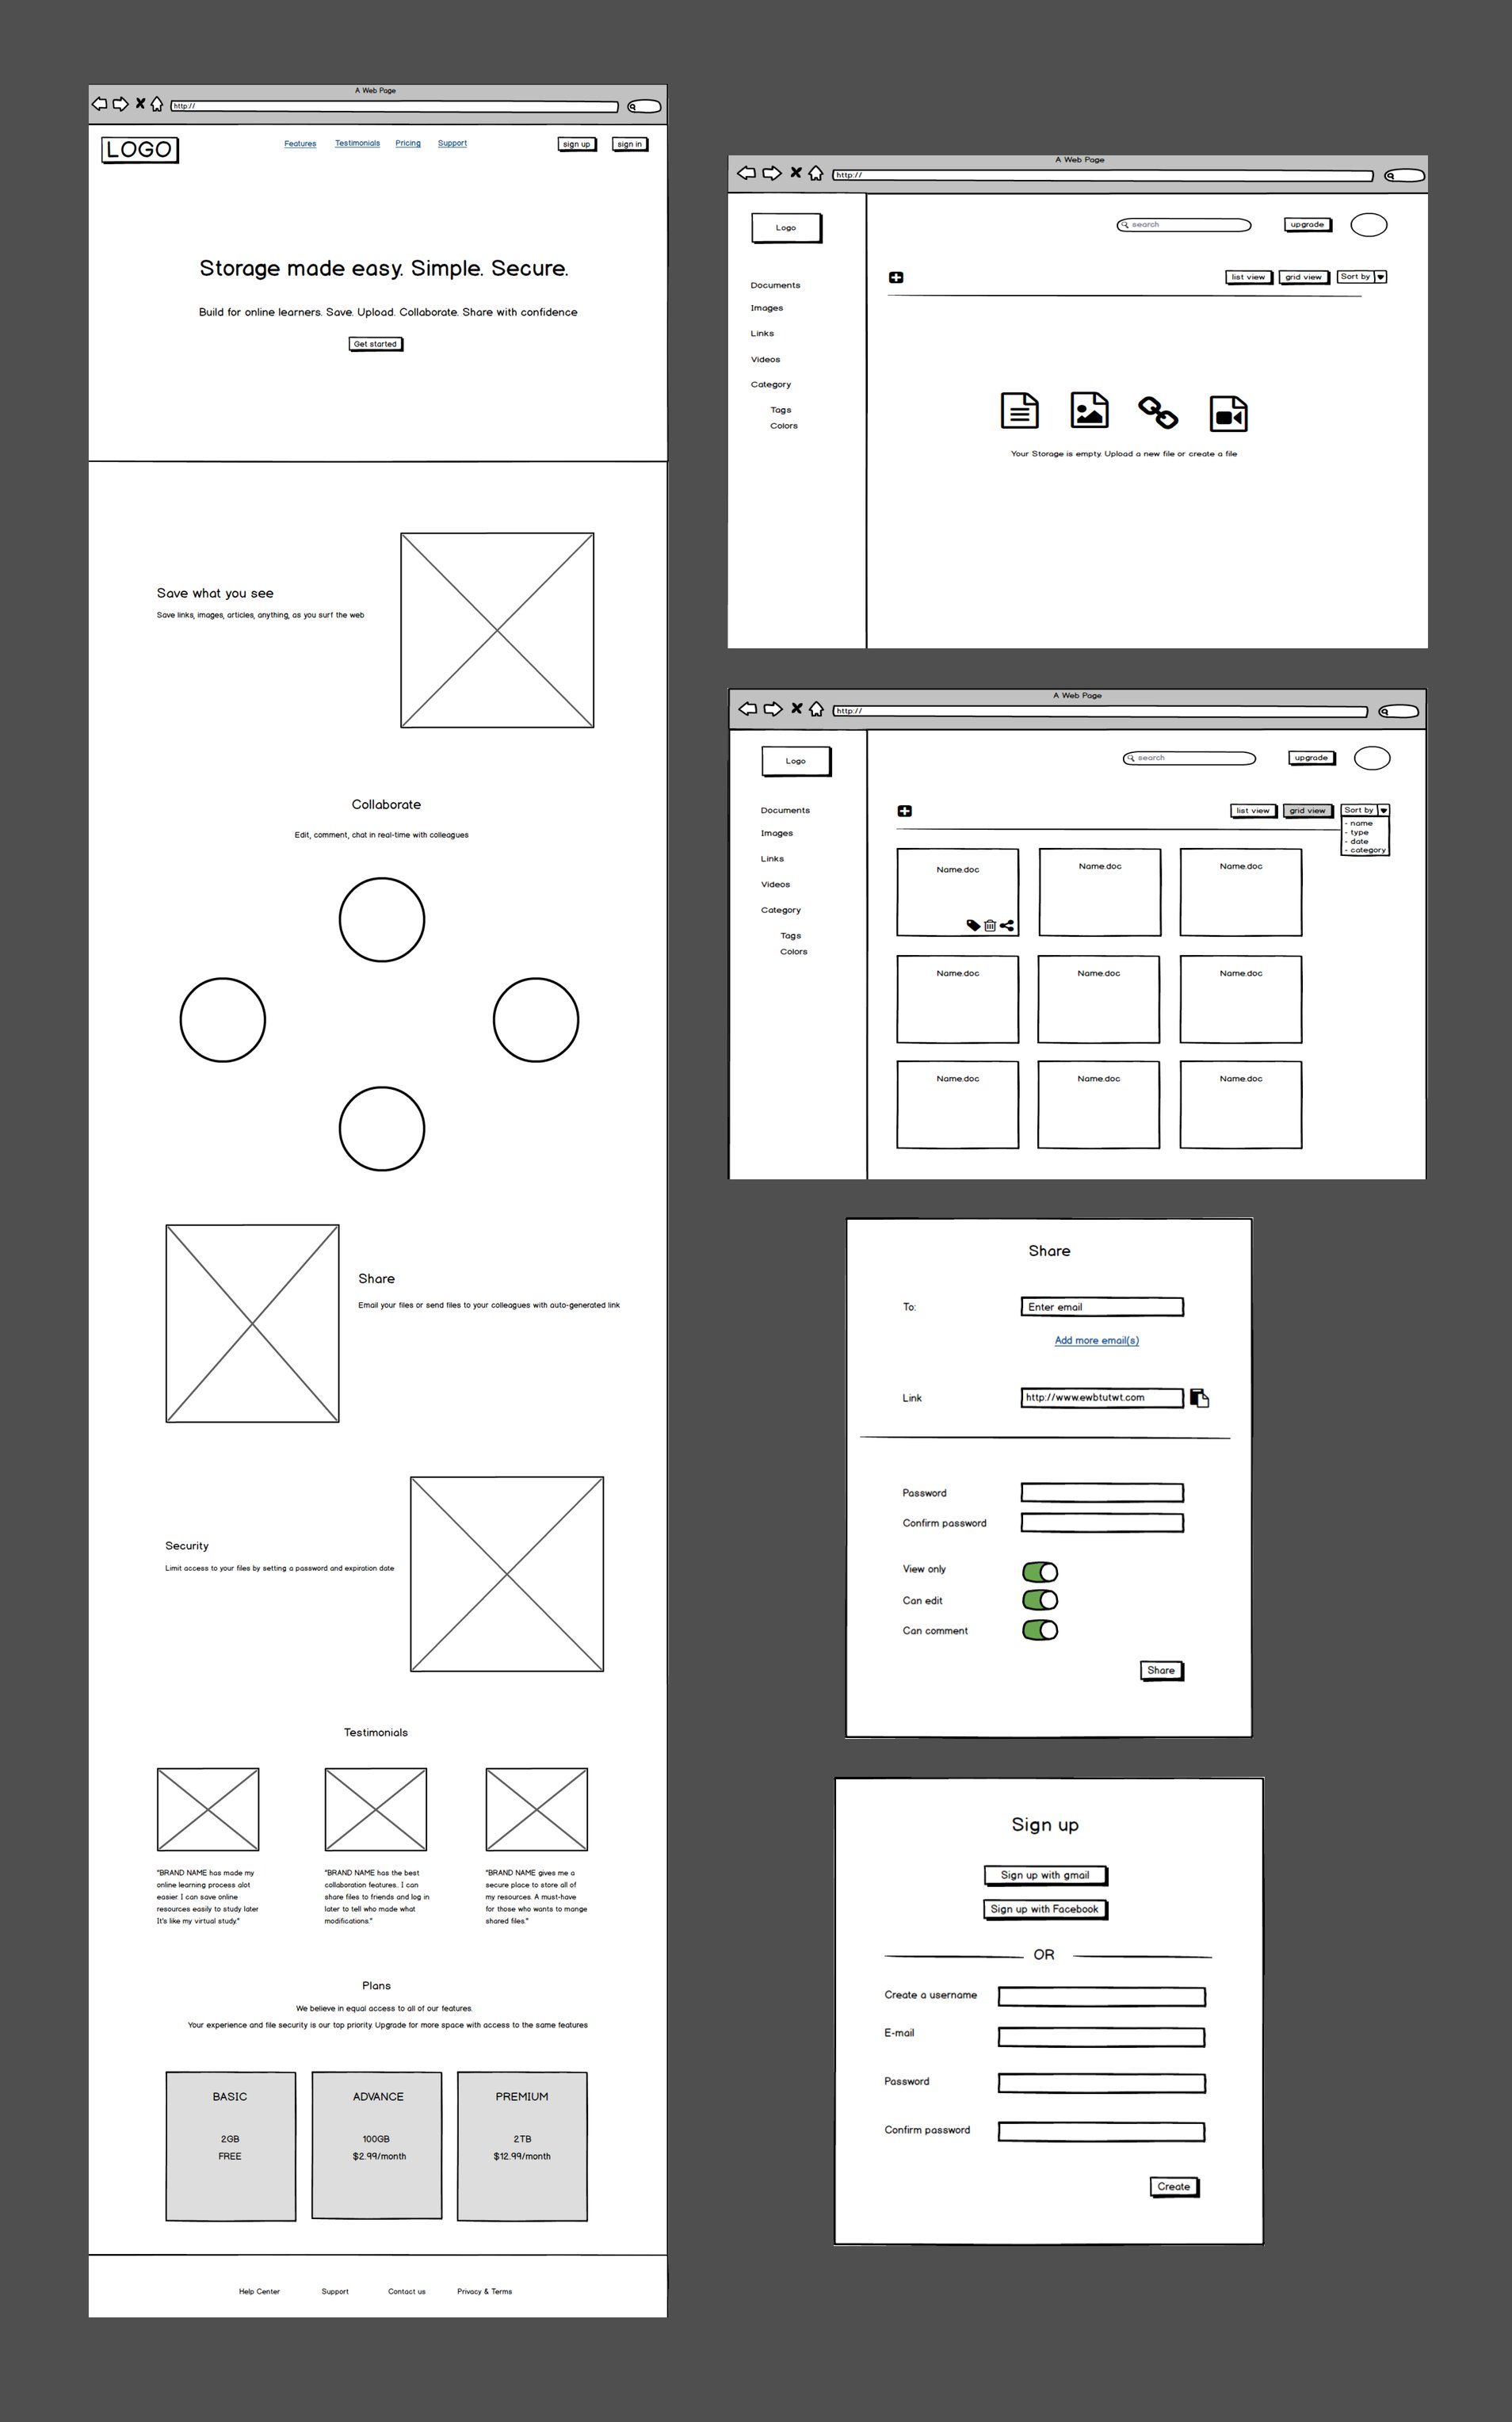 A Web Page
http://
LOGO
Features Testimonials Pricing Support sign up sign in
Storage made easy. Simple. Secure.
Build for online learners. Save. Upload. Collaborate. Share with confidence
Get started
Save what you see
Save links, images, articles, anything, as you surf the web
Collaborate
Edit, comment, chat in real-time with colleagues
Share
Email your files or send files to your colleagues with auto-generated link
Security
Limit access to your files by setting a password and expiration date
Testimonials
"BRAND NAME has made my
online learning process alot
easier. I can save online
resources easily to study later
It's like my virtual study."
"BRAND NAME has the best
collaboration features. I can
share files to friends and log in
later to tell who made what
modifications."
"BRAND NAME gives me a
secure place to store all of
my resources. A must-have
for those who wants to mange
shared files."
Plans
We believe in equal access to all of our features.
Your experience and file security is our top priority. Upgrade for more space with access to the same features
BASIC
2GB
FREE
ADVANCE
100GB
$2.99/month
PREMIUM
2TB
$12.99/month
Help Center Support Contact us Privacy & Terms
A Web Page
http://
Logo
search
upgrade
list view grid view Sort by
Documents
Images
Links
Videos
Category
Tags
Colors
Your Storage is empty. Upload a new file or create a file
A Web Page
http://
Logo
search
upgrade
list view grid view Sort by
- name
- type
- date
- category
Documents
Images
Links
Videos
Category
Tags
Colors
Name.doc Name.doc Name.doc
Name.doc Name.doc Name.doc
Name.doc Name.doc Name.doc
Share
To: Enter email
Add more email(s)
Link http://www.ewbtutwt.com
Password
Confirm password
View only
Can edit
Can comment
Share
Sign up
Sign up with gmail
Sign up with Facebook
OR
Create a username
E-mail
Password
Confirm password
Create